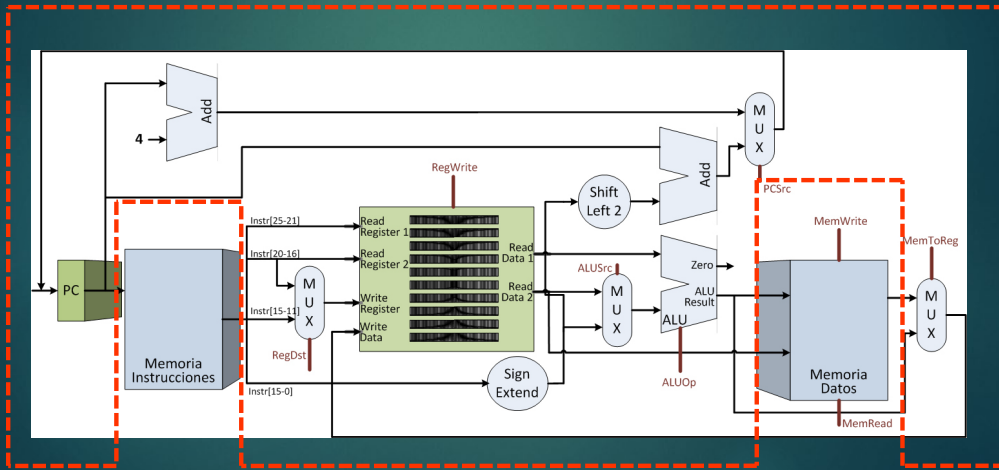 Add
4
M
U
X
PCSrc
Add
Shift
Left 2
RegWrite
Instr[25-21]
Read
Register 1
Instr[20-16]
Read
Register 2
Write
Register
Write
Data
Read
Data 1
Read
Data 2
PC
Memoria
Instrucciones
M
U
X
Instr[15-11]
RegDst
Instr[15-0]
Sign
Extend
ALUSrc
M
U
X
Zero
ALU
Result
ALU
ALUOp
MemWrite
MemToReg
M
U
X
Memoria
Datos
MemRead